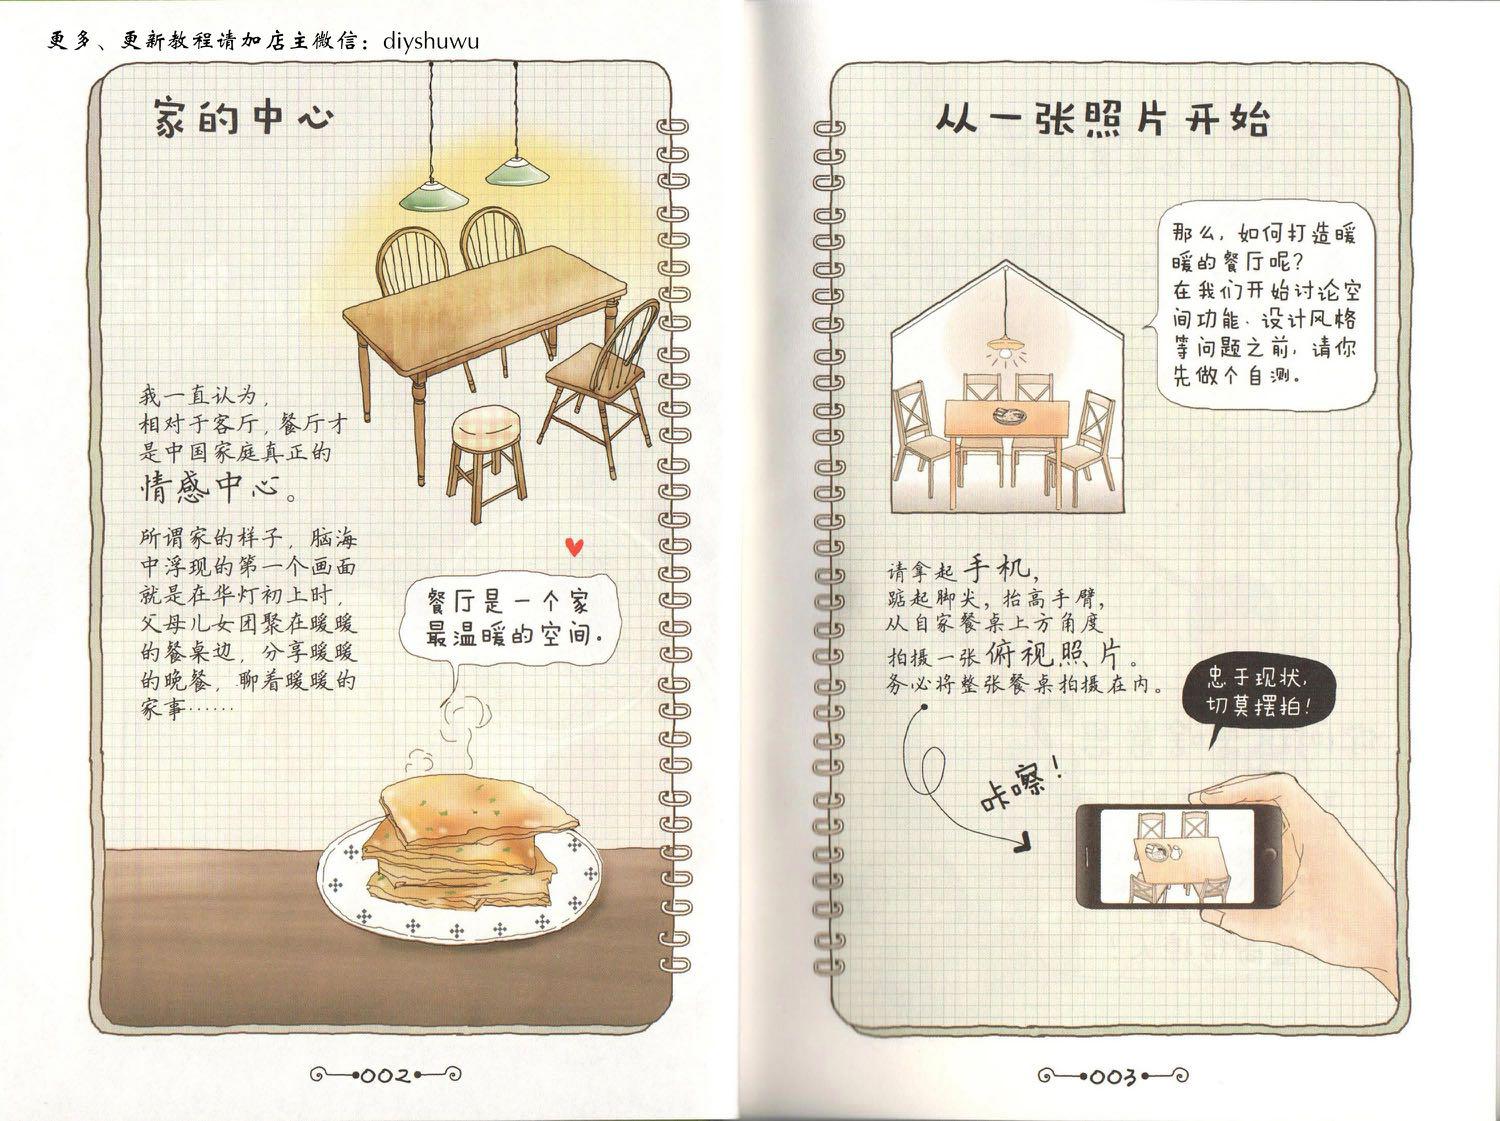 更多、更新教程请加店主微信：diyshuwu
家的中心
我一直认为，
相对于客厅，餐厅才
是中国家庭真正的
情感中心。
所谓家的样子，脑海
中浮现的第一个画面
就是在华灯初上时，
父母儿女团聚在暖暖
的餐桌边，分享暖暖
的晚餐，聊着暖暖的
家事……
餐厅是一个家
最温暖的空间。
002
从一张照片开始
那么，如何打造暖
暖的餐厅呢？
在我们开始讨论空
间功能、设计风格
等问题之前，请你
先做个自测。
请拿起手机，
踮起脚尖，抬高手臂，
从自家餐桌上方角度
拍摄一张俯视照片。
务必将整张餐桌拍摄在内。
忠于现状，
切莫摆拍！
咔嚓！
003